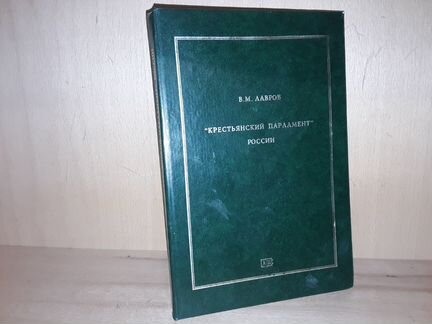 В.М. ЛАВРОВ
"КРЕСТЬЯНСКИЙ ПАРЛАМЕНТ"
РОССИИ